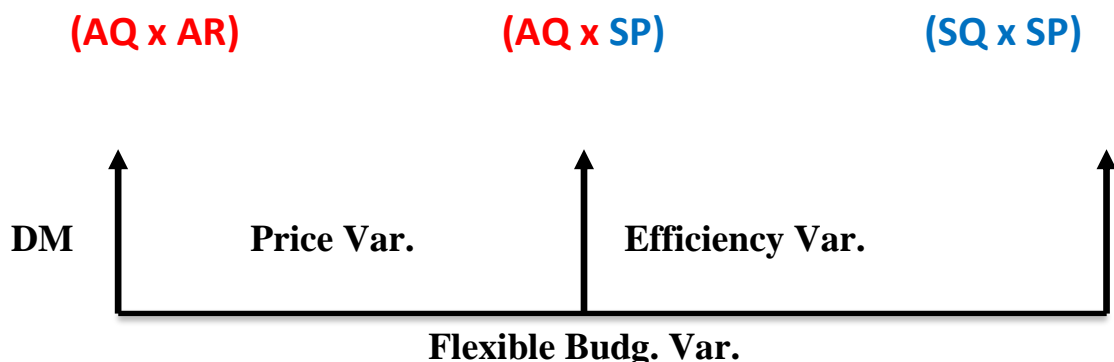 (AQ x AR) (AQ x SP) (SQ x SP)
DM Price Var. Efficiency Var.
Flexible Budg. Var.